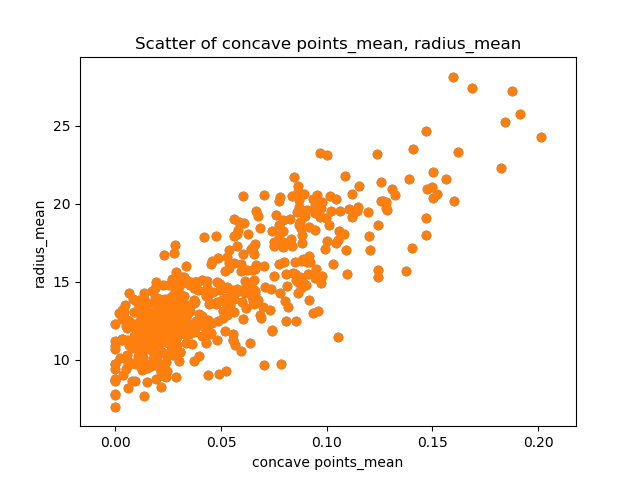 Scatter of concave points_mean, radius_mean
radius_mean
25
20
15
10
0.00 0.05 0.10 0.15 0.20
concave points_mean